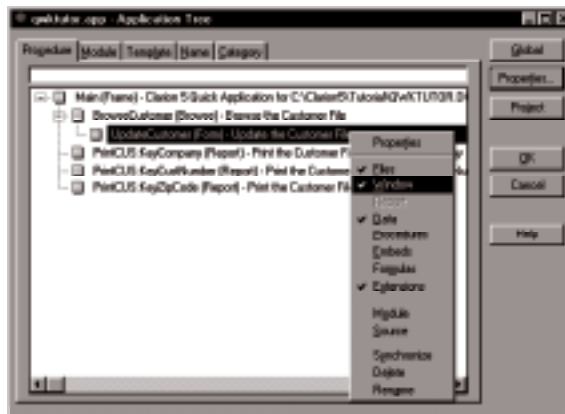 qwktutor.app - Application Tree
Procedure Module Template Name Category
Global
Properties...
Project
OK
Cancel
Help
Main (Frame) - Clarion 5 Quick Application for C:\Clarion5\Tutorial\QWKTUTOR.D
BrowseCustomer (Browse) - Browse the Customer File
UpdateCustomer (Form) - Update the Customer File
PrintCUS:KeyCompany (Report) - Print the Customer F
PrintCUS:KeyCustNumber (Report) - Print the Custome
PrintCUS:KeyZipCode (Report) - Print the Customer File
Properties
Files
Window
Report
Data
Procedures
Embeds
Formulas
Extensions
Module
Source
Synchronize
Delete
Rename